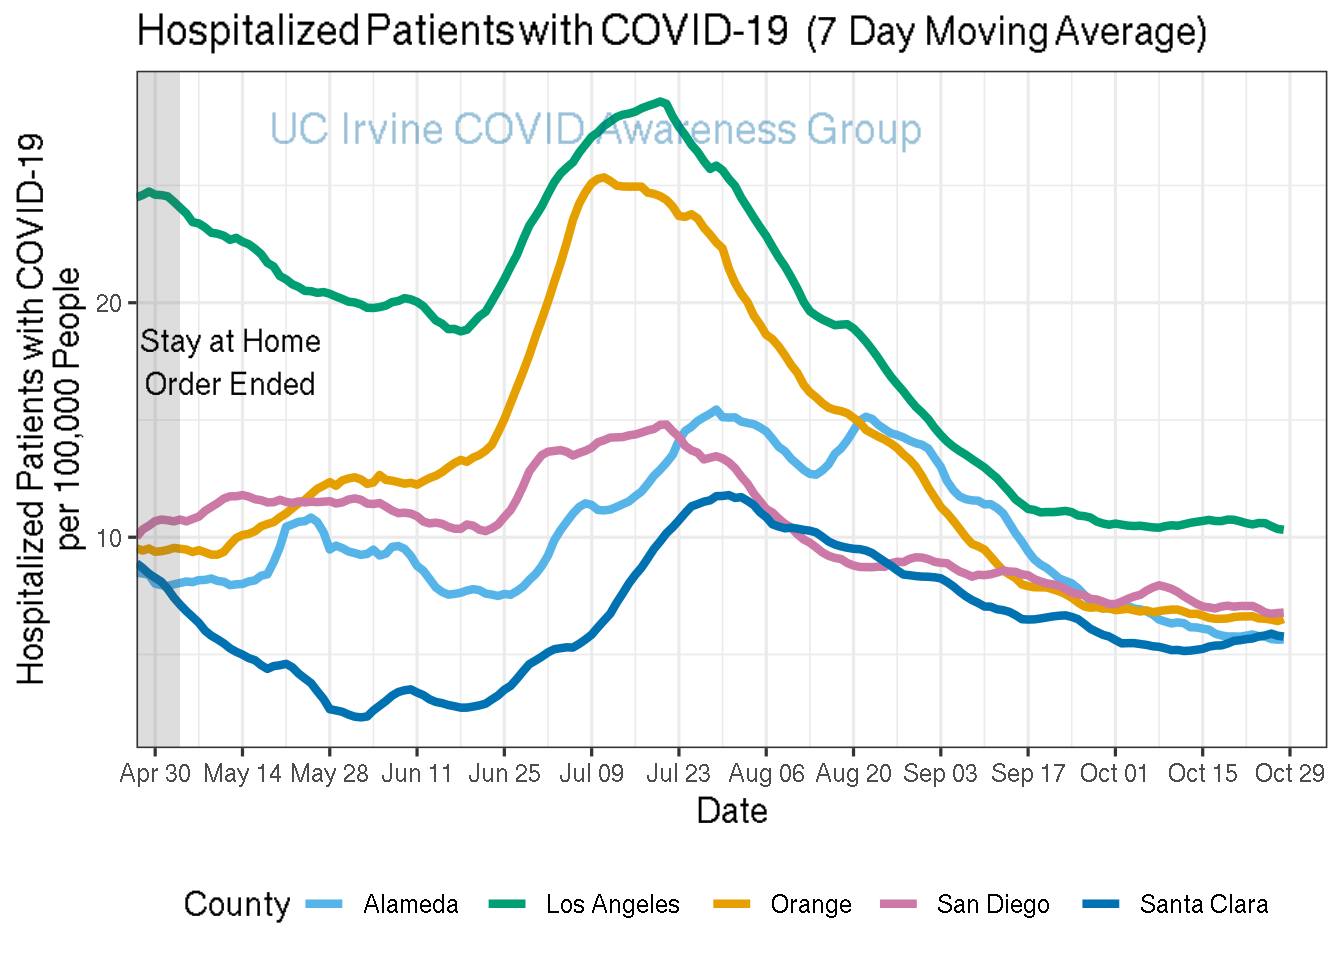 Hospitalized Patients with COVID-19 (7 Day Moving Average)
UC Irvine COVID Awareness Group
Hospitalized Patients with COVID-19
per 100,000 People
20
10
Stay at Home
Order Ended
Apr 30 May 14 May 28 Jun 11 Jun 25 Jul 09 Jul 23 Aug 06 Aug 20 Sep 03 Sep 17 Oct 01 Oct 15 Oct 29
Date
County Alameda Los Angeles Orange San Diego Santa Clara